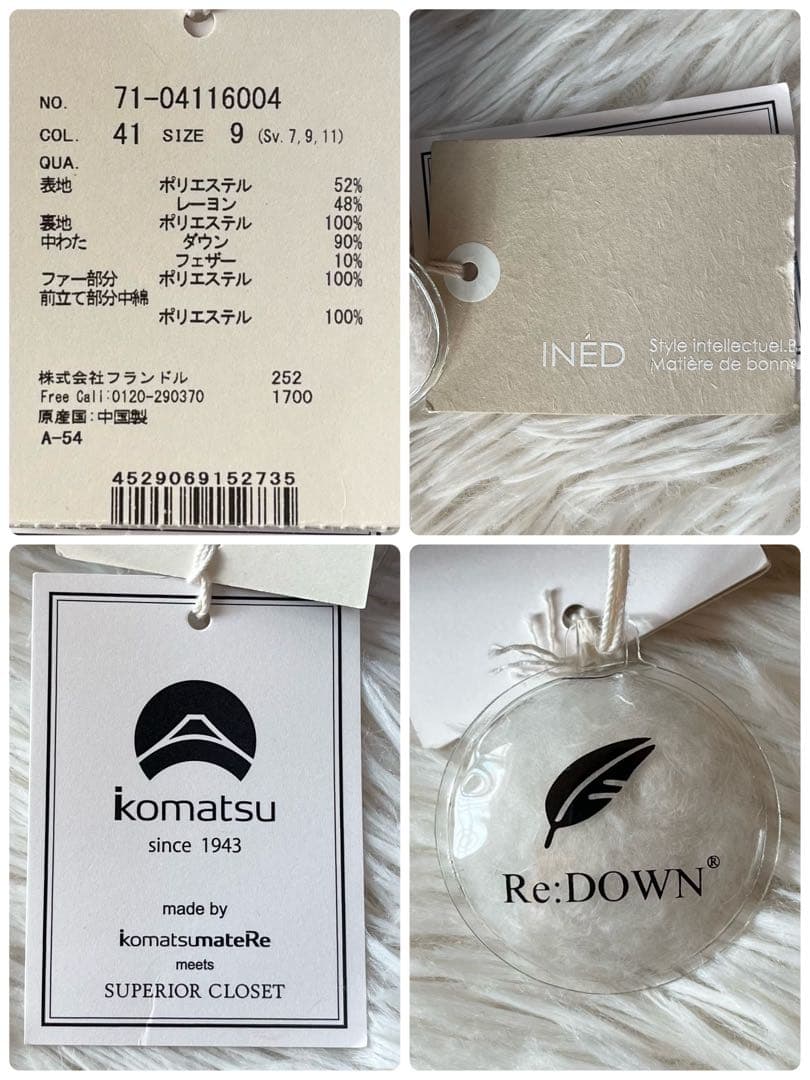 NO. 71-04116004
COL. 41 SIZE 9 (Sv.7,9,11)
QUA.
表地 ポリエステル 52%
レーヨン 48%
裏地 ポリエステル 100%
中わた ダウン 90%
フェザー 10%
ファー部分 ポリエステル 100%
前立て部分中綿
ポリエステル 100%
株式会社フランドル 252
Free Call:0120-290370 1700
原産国:中国製
A-54
4529069152735
INÉD Style intellectuel.
Matière de
komatsu
since 1943
made by
komatsumateRe
meets
SUPERIOR CLOSET
Re:DOWN®